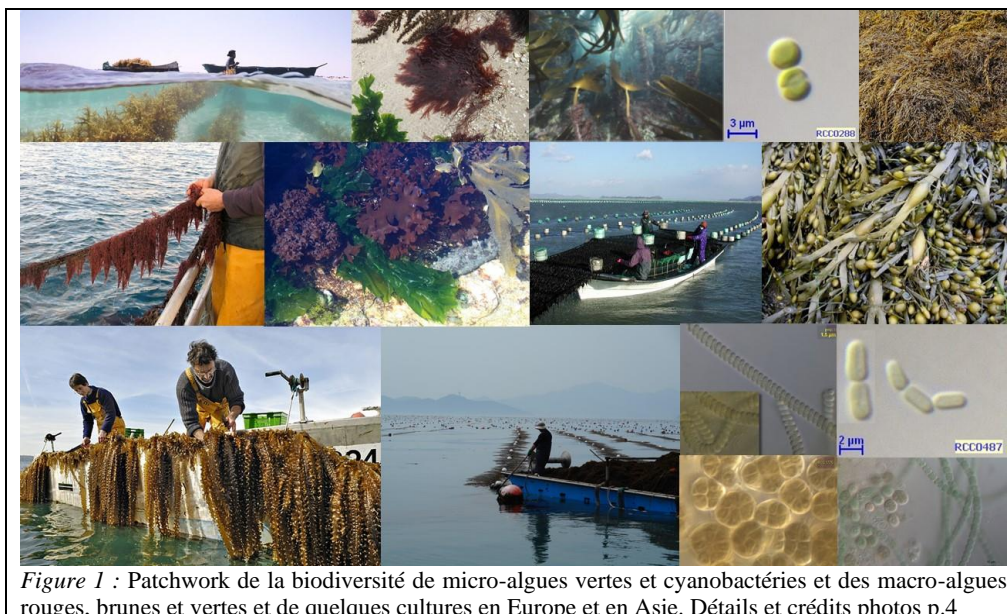 3 µm
RCC0288
24
2 µm
RCC0487
Figure 1 : Patchwork de la biodiversité de micro-algues vertes et cyanobactéries et des macro-algues
rouges, brunes et vertes et de quelques cultures en Europe et en Asie. Détails et crédits photos p.4